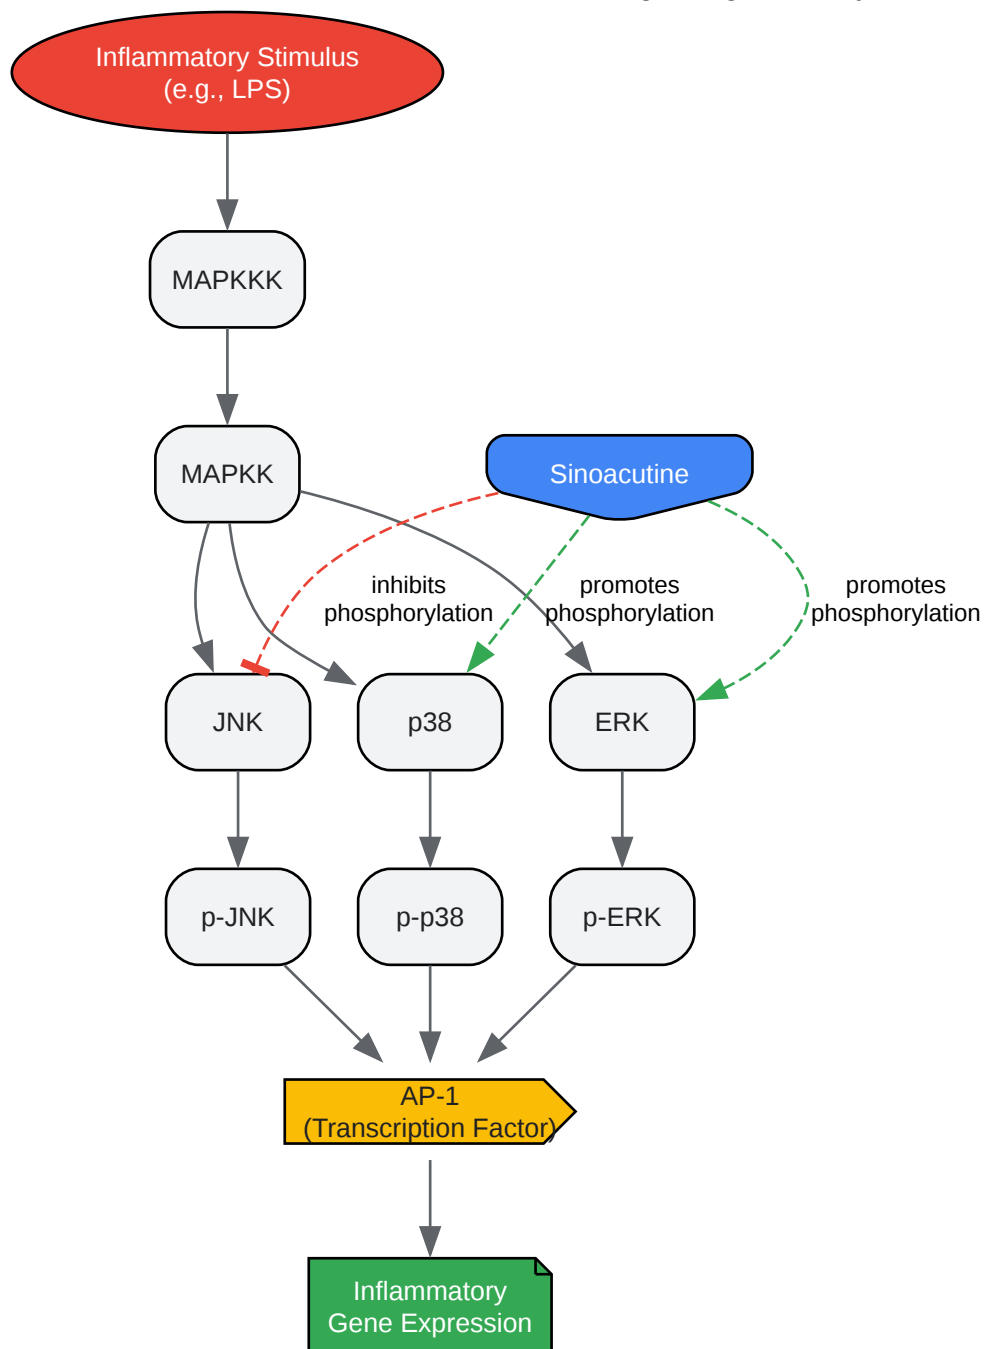 Inflammatory Stimulus
(e.g., LPS)
MAPKKK
MAPKK
Sinoacutine
inhibits
phosphorylation
promotes
phosphorylation
promotes
phosphorylation
JNK
p38
ERK
p-JNK
p-p38
p-ERK
AP-1
(Transcription Factor)
Inflammatory
Gene Expression